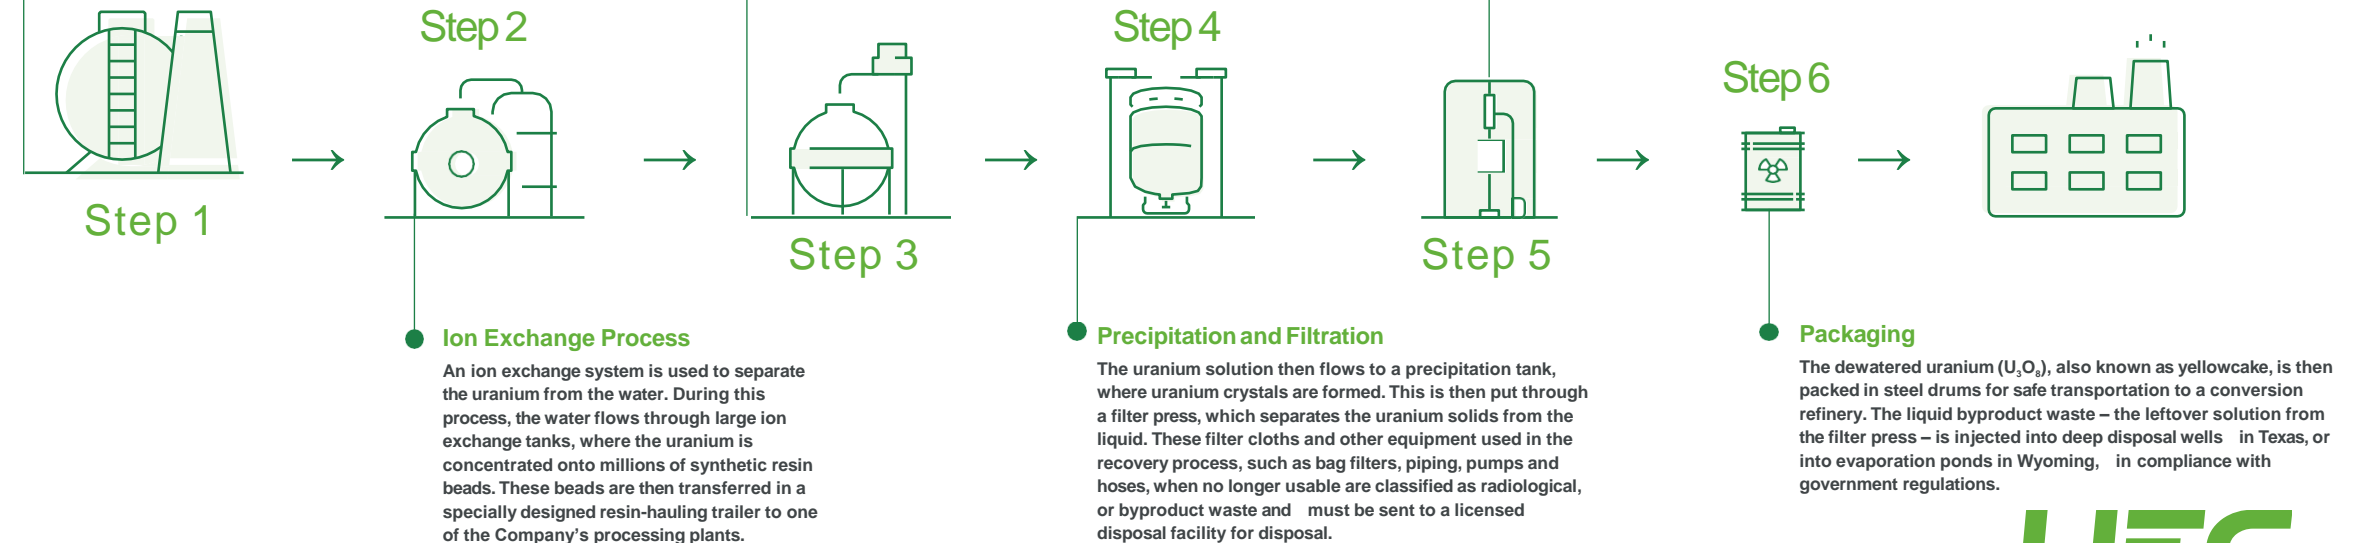 Step 2
Step 4
Step 6
Step 1
Step 3
Step 5
Ion Exchange Process
An ion exchange system is used to separate
the uranium from the water. During this
process, the water flows through large ion
exchange tanks, where the uranium is
concentrated onto millions of synthetic resin
beads. These beads are then transferred in a
specially designed resin-hauling trailer to one
of the Company's processing plants.
Precipitation and Filtration
The uranium solution then flows to a precipitation tank,
where uranium crystals are formed. This is then put through
a filter press, which separates the uranium solids from the
liquid. These filter cloths and other equipment used in the
recovery process, such as bag filters, piping, pumps and
hoses, when no longer usable are classified as radiological,
or byproduct waste and must be sent to a licensed
disposal facility for disposal.
Packaging
The dewatered uranium (U₃O₈), also known as yellowcake, is then
packed in steel drums for safe transportation to a conversion
refinery. The liquid byproduct waste – the leftover solution from
the filter press – is injected into deep disposal wells in Texas, or
into evaporation ponds in Wyoming, in compliance with
government regulations.